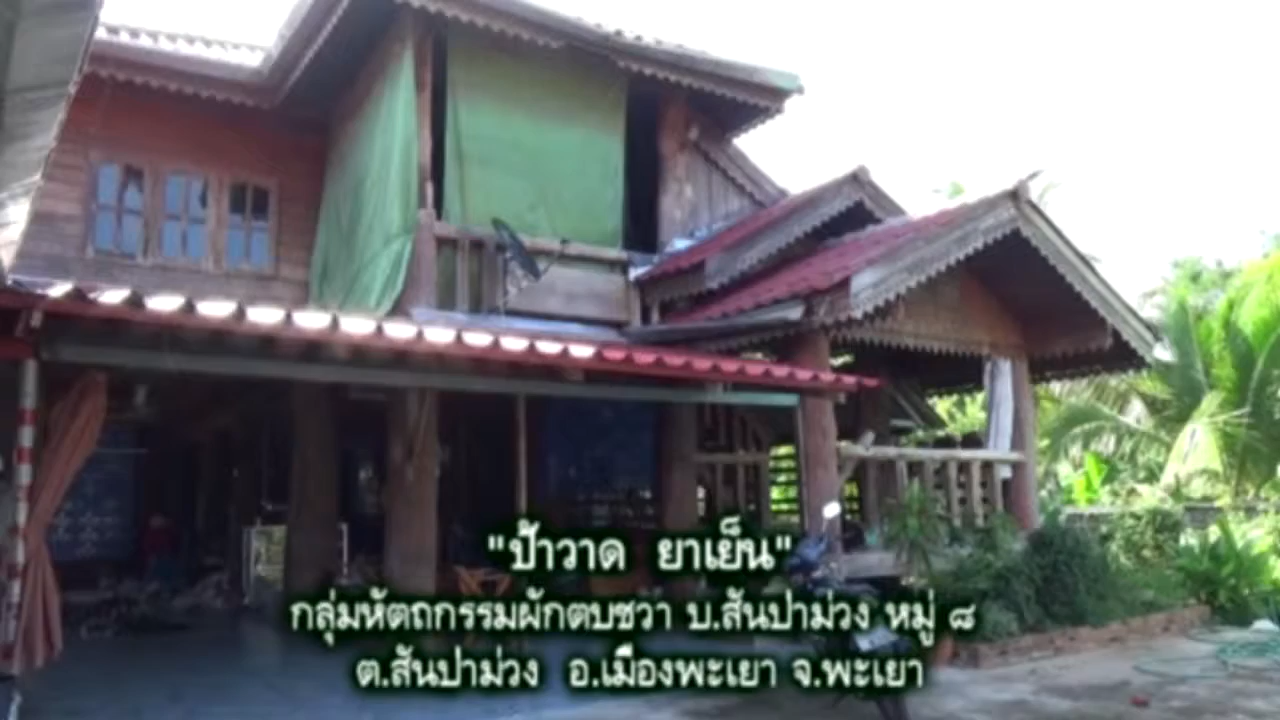 "ป้าวาด ยาเย็น"
กลุ่มหัตถกรรมผักตบชวา บ.สันป่าม่วง หมู่ ๘
ต.สันป่าม่วง อ.เมืองพะเยา จ.พะเยา